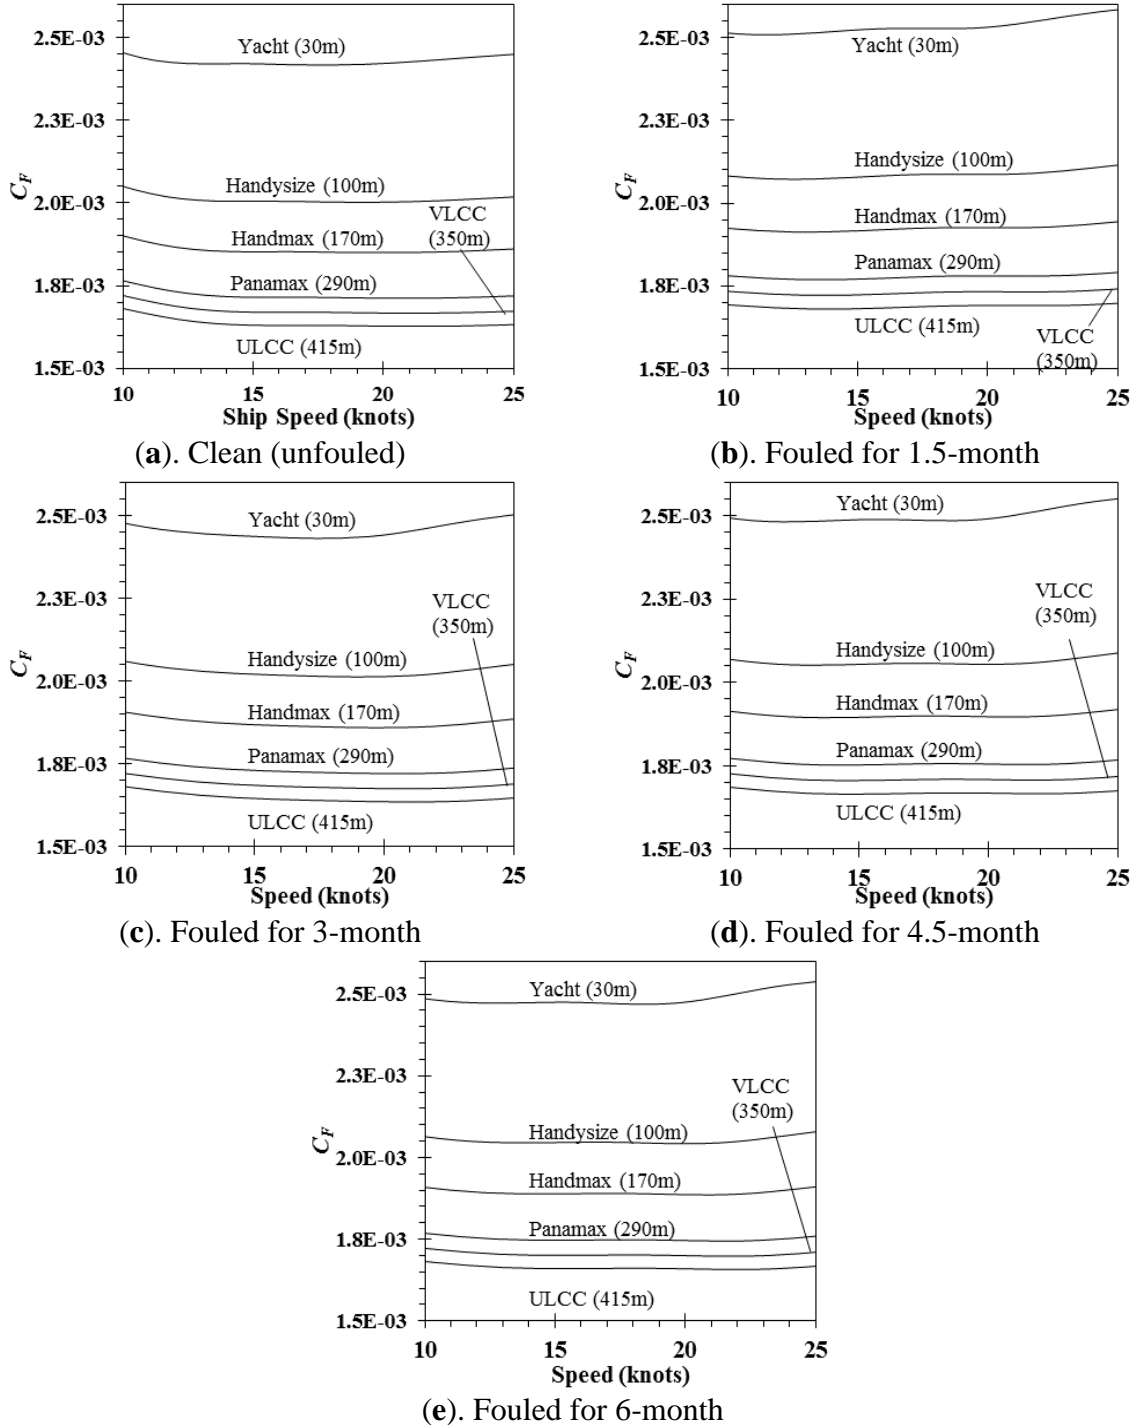 2.5E-03
Yacht (30m)
2.3E-03
C_F
Handysize (100m)
2.0E-03
VLCC
(350m)
Handmax (170m)
Panamax (290m)
1.8E-03
ULCC (415m)
1.5E-03
10 15 20 25
Ship Speed (knots)
(a). Clean (unfouled)
2.5E-03
Yacht (30m)
2.3E-03
Handysize (100m)
C_F
2.0E-03
Handmax (170m)
Panamax (290m)
1.8E-03
ULCC (415m)
VLCC
(350m)
1.5E-03
10 15 20 25
Speed (knots)
(b). Fouled for 1.5-month
2.5E-03
Yacht (30m)
2.3E-03
VLCC
(350m)
C_F
Handysize (100m)
2.0E-03
Handmax (170m)
Panamax (290m)
1.8E-03
ULCC (415m)
1.5E-03
10 15 20 25
Speed (knots)
(c). Fouled for 3-month
Yacht (30m)
2.5E-03
2.3E-03
VLCC
(350m)
C_F
Handysize (100m)
2.0E-03
Handmax (170m)
Panamax (290m)
1.8E-03
ULCC (415m)
1.5E-03
10 15 20 25
Speed (knots)
(d). Fouled for 4.5-month
2.5E-03
Yacht (30m)
2.3E-03
VLCC
(350m)
C_F
Handysize (100m)
2.0E-03
Handmax (170m)
Panamax (290m)
1.8E-03
ULCC (415m)
1.5E-03
10 15 20 25
Speed (knots)
(e). Fouled for 6-month